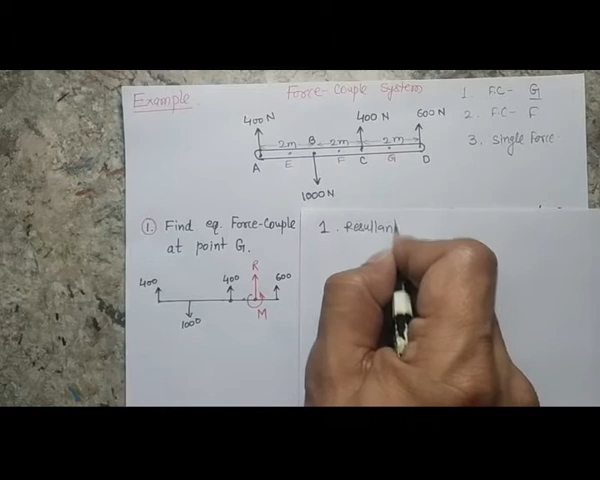 Example
Force-Couple System
1. F.C- G
2. F.C- F
3. Single Force.
400 N
400 N
600 N
2m B 2m 2m
A E F C G D
1000 N
1. Find eq. Force-Couple
at point G.
400
400
R
600
1000
M
1. Resultan